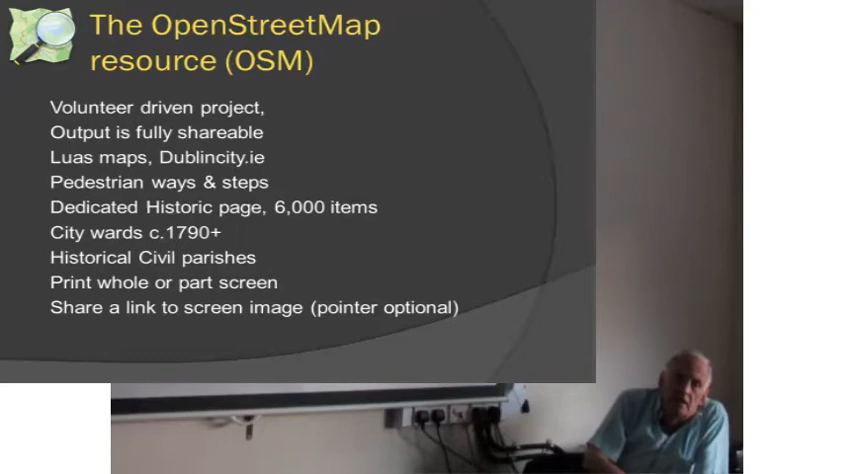 The OpenStreetMap
resource (OSM)
Volunteer driven project,
Output is fully shareable
Luas maps, Dublincity.ie
Pedestrian ways & steps
Dedicated Historic page, 6,000 items
City wards c.1790+
Historical Civil parishes
Print whole or part screen
Share a link to screen image (pointer optional)